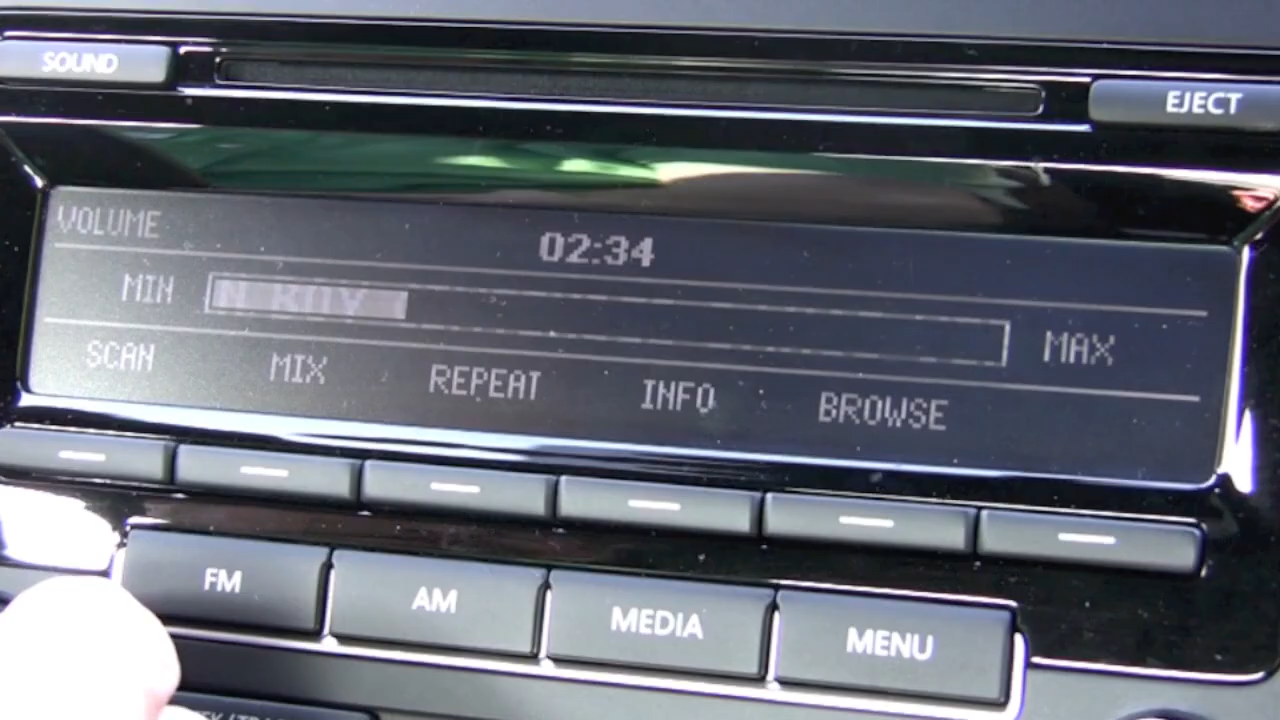 SOUND
EJECT
VOLUME
02:34
MIN MAX
SCAN MIX REPEAT INFO BROWSE
FM AM MEDIA MENU